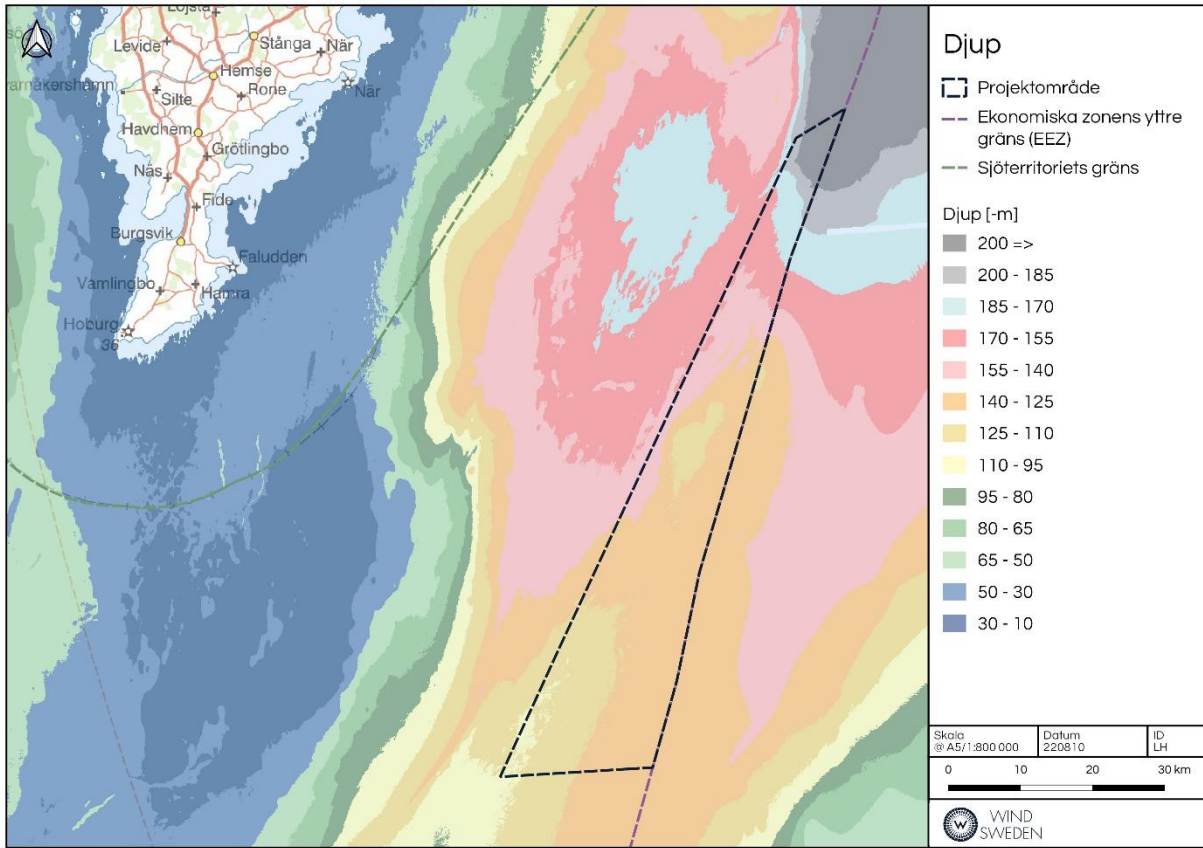 Levide
Stånga
När
Hemse
Silte
Rone
När
Havdhem
Grötlingbo
Näs
Fide
Burgsvik
Faludden
Vamlingbo
Hamra
Hoburg
36
Djup
Projektområde
Ekonomiska zonens yttre
gräns (EEZ)
Sjöterritoriets gräns
Djup [-m]
200 =>
200 - 185
185 - 170
170 - 155
155 - 140
140 - 125
125 - 110
110 - 95
95 - 80
80 - 65
65 - 50
50 - 30
30 - 10
Skala
@ A5/1:800 000
Datum
220810
ID
LH
0 10 20 30 km
W
WIND
SWEDEN